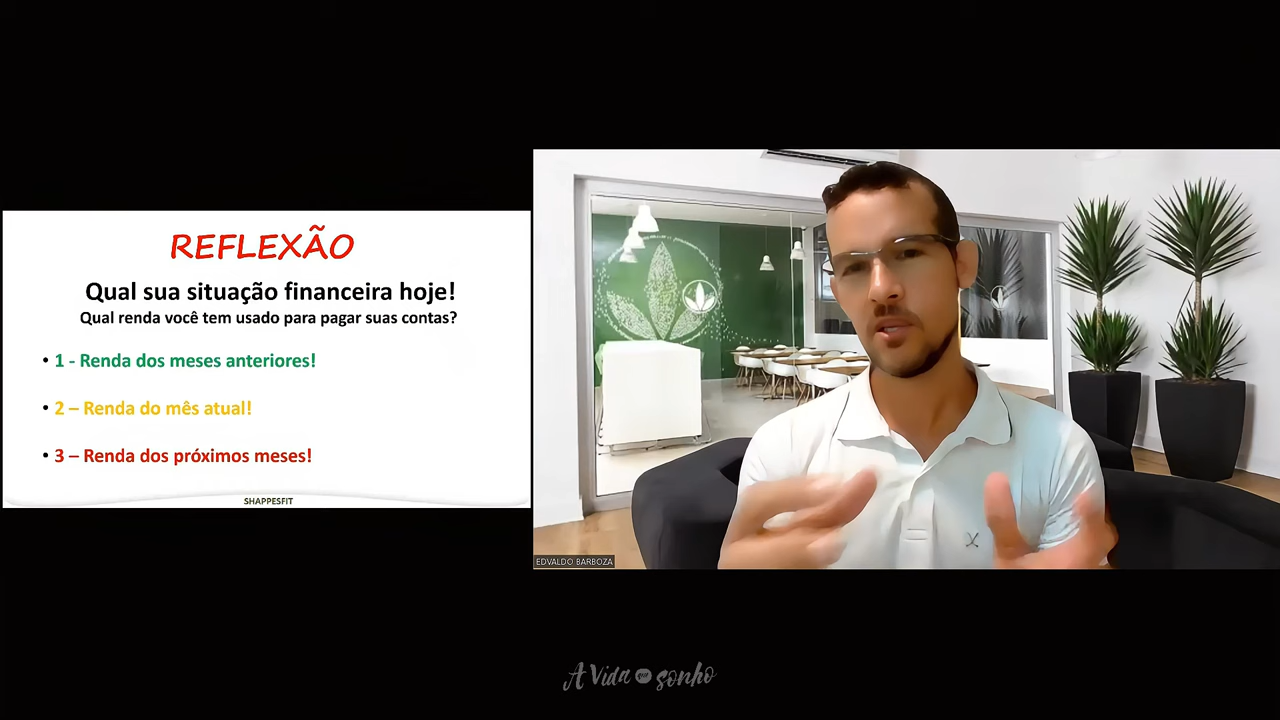 REFLEXÃO
Qual sua situação financeira hoje!
Qual renda você tem usado para pagar suas contas?
• 1 - Renda dos meses anteriores!
• 2 – Renda do mês atual!
• 3 – Renda dos próximos meses!
SHAPPESFIT
EDVALDO BARBOZA
A Vida que sonho